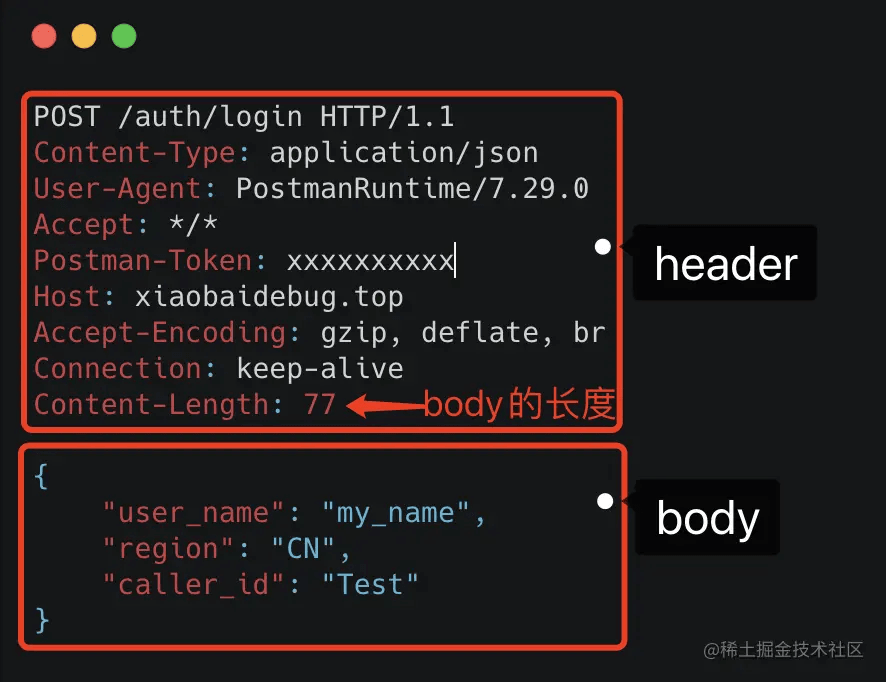 POST /auth/login HTTP/1.1
Content-Type: application/json
User-Agent: PostmanRuntime/7.29.0
Accept: */*
Postman-Token: xxxxxxxxxx
header
Host: xiaobaidebug.top
Accept-Encoding: gzip, deflate, br
Connection: keep-alive
Content-Length: 77 body的长度
{
    "user_name": "my_name",
body
    "region": "CN",
    "caller_id": "Test"
}
@稀土掘金技术社区